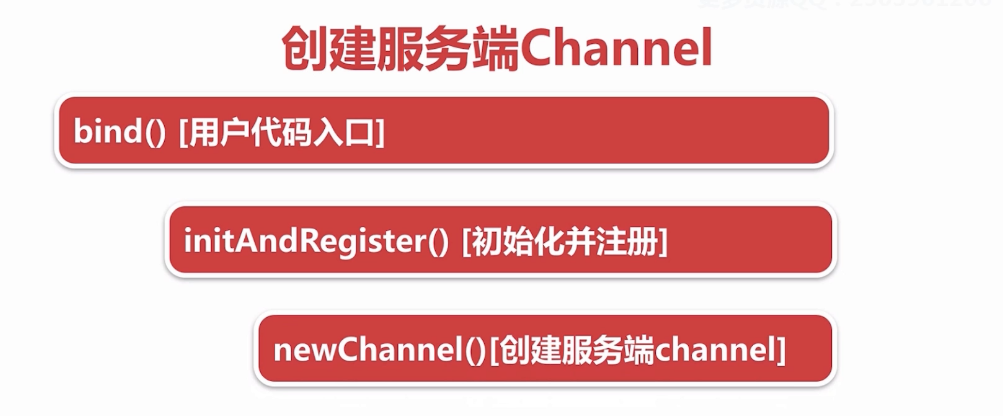 创建服务端Channel
bind() [用户代码入口]
initAndRegister() [初始化并注册]
newChannel()[创建服务端channel]